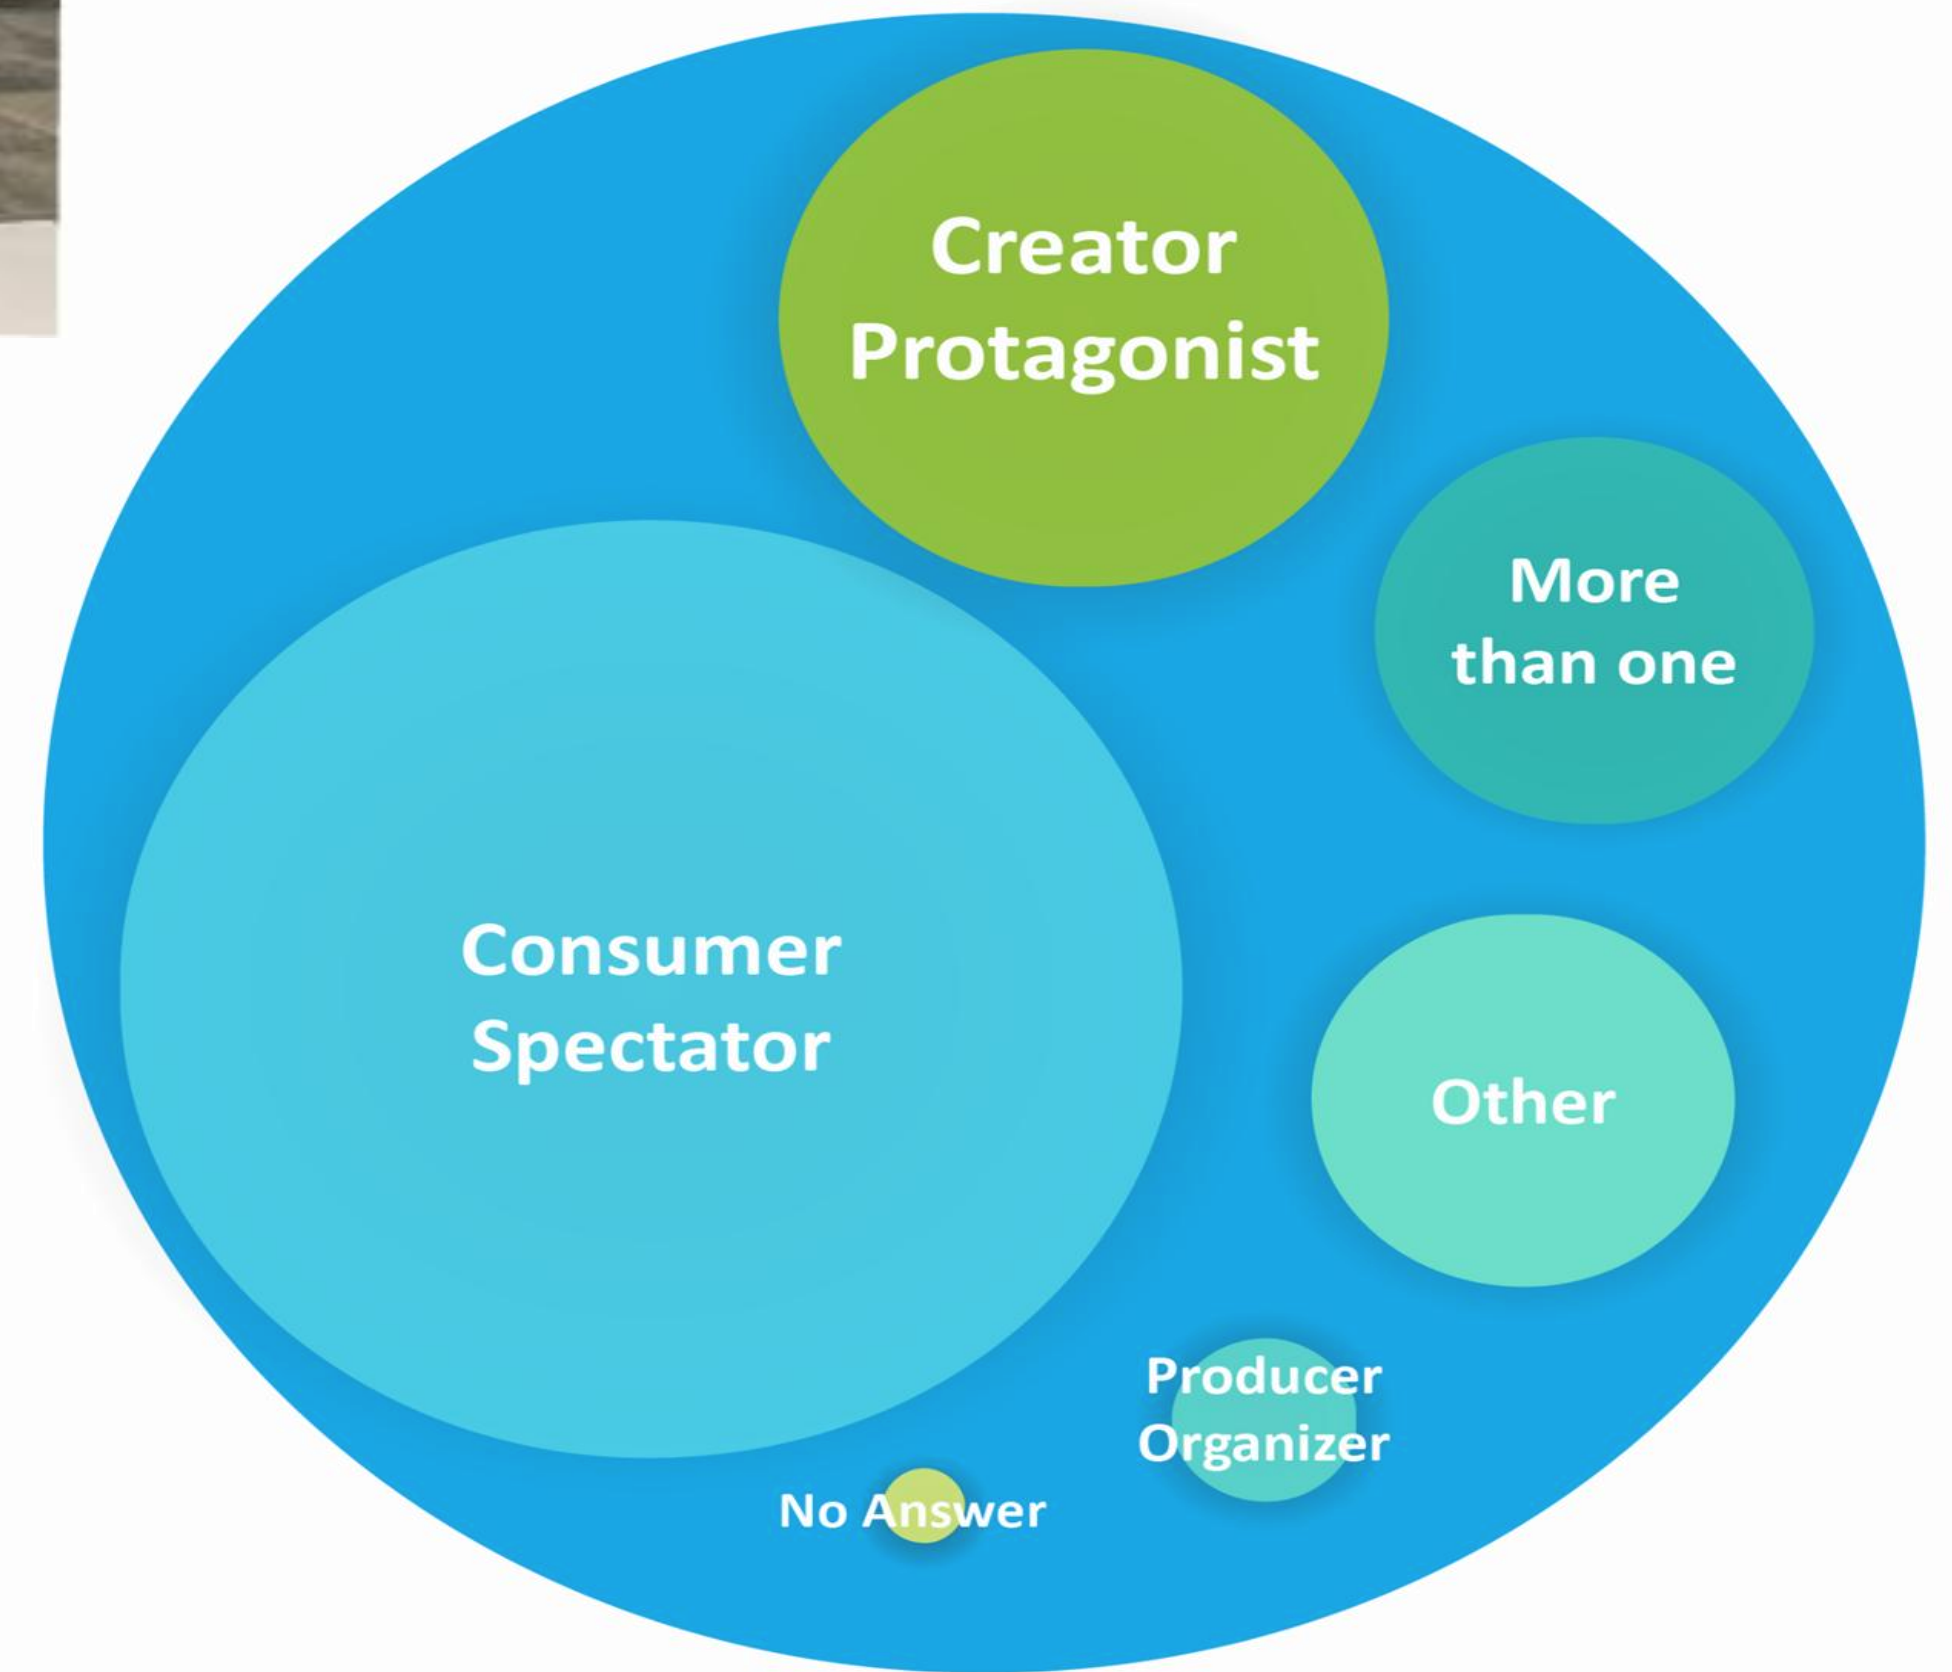 Creator
Protagonist
More
than one
Consumer
Spectator
Other
Producer
Organizer
No Answer